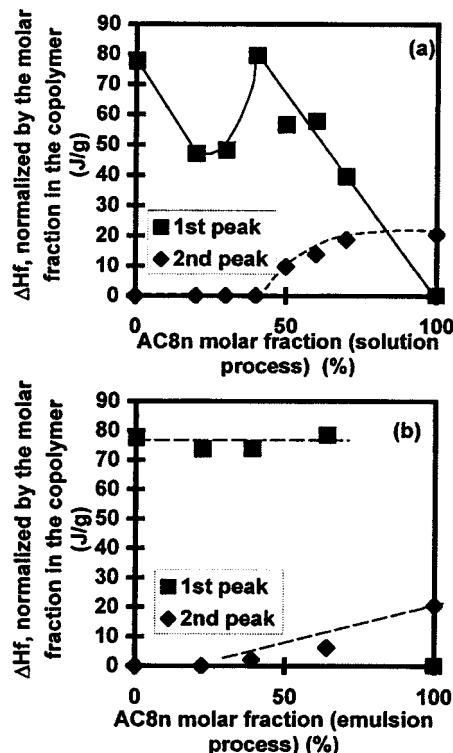 ΔHf, normalized by the molar
fraction in the copolymer
(J/g)
90
80
70
60
50
40
30
20
10
0
(a)
1st peak
2nd peak
0
50
100
AC8n molar fraction (solution
process) (%)
ΔHf, normalized by the molar
fraction in the copolymer
(J/g)
90
80
70
60
50
40
30
20
10
0
(b)
1st peak
2nd peak
0
50
100
AC8n molar fraction (emulsion
process) (%)